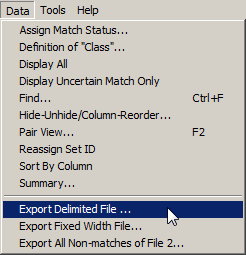 Data Tools Help
Assign Match Status...
Definition of "Class"...
Display All
Display Uncertain Match Only
Find... Ctrl+F
Hide-Unhide/Column-Reorder...
Pair View... F2
Reassign Set ID
Sort By Column
Summary...
Export Delimited File ...
Export Fixed Width File...
Export All Non-matches of File 2...